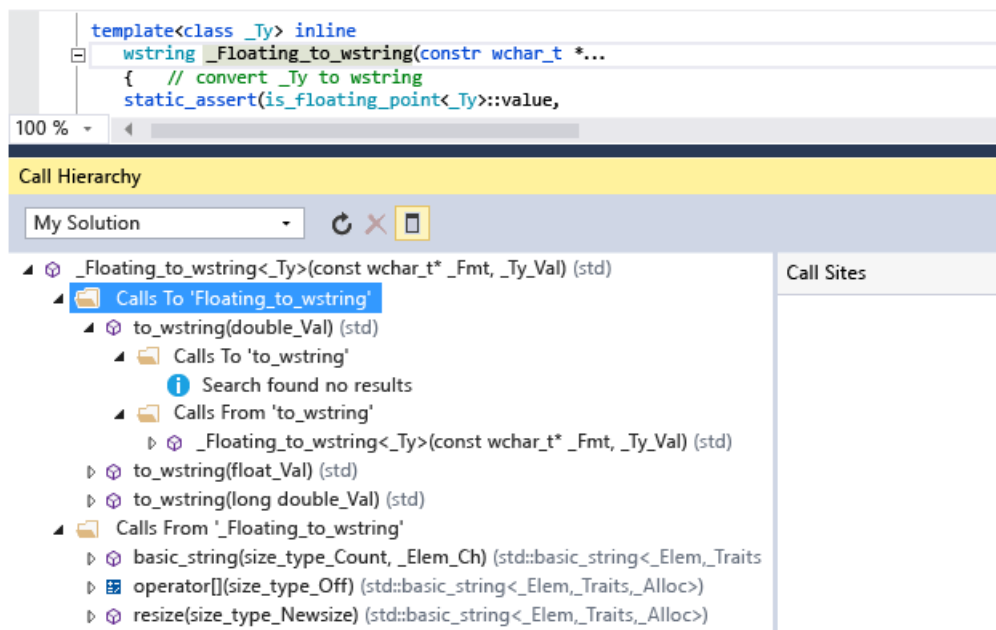 template<class _Ty> inline
wstring _Floating_to_wstring(constr wchar_t *...
{ // convert _Ty to wstring
static_assert(is_floating_point<_Ty>::value,
100 %
Call Hierarchy
My Solution
_Floating_to_wstring<_Ty>(const wchar_t* _Fmt, _Ty_Val) (std)
Call Sites
Calls To 'Floating_to_wstring'
to_wstring(double_Val) (std)
Calls To 'to_wstring'
Search found no results
Calls From 'to_wstring'
_Floating_to_wstring<_Ty>(const wchar_t* _Fmt, _Ty_Val) (std)
to_wstring(float_Val) (std)
to_wstring(long double_Val) (std)
Calls From '_Floating_to_wstring'
basic_string(size_type_Count, _Elem_Ch) (std::basic_string<_Elem,_Traits
operator[](size_type_Off) (std::basic_string<_Elem,_Traits,_Alloc>)
resize(size_type_Newsize) (std::basic_string<_Elem,_Traits,_Alloc>)